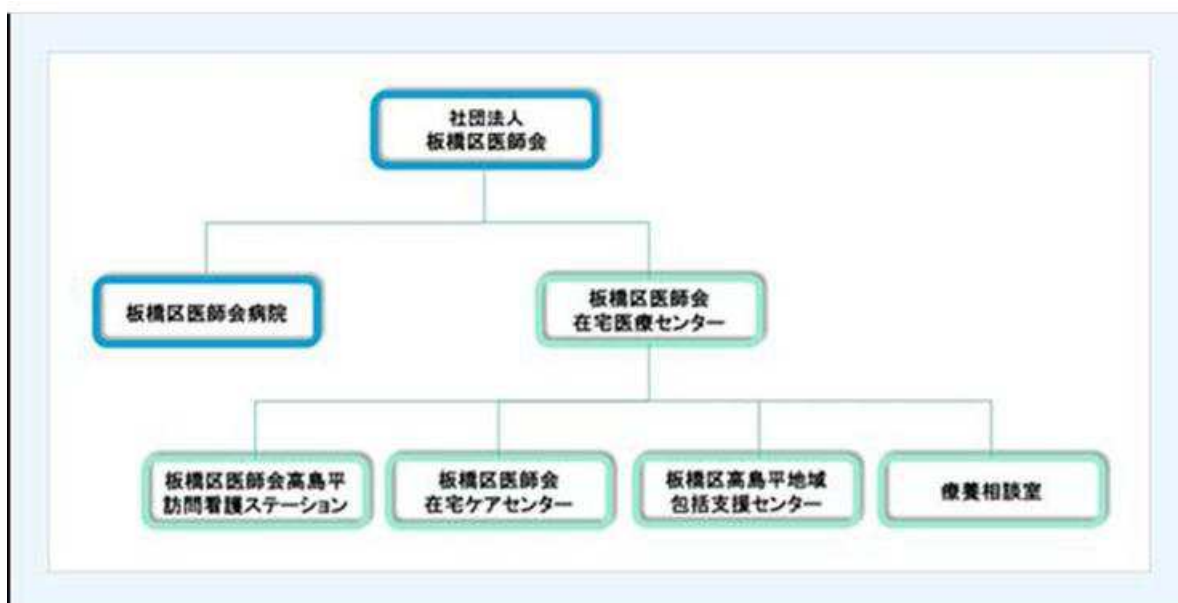 社団法人
板橋区医師会
板橋区医師会病院
板橋区医師会
在宅医療センター
板橋区医師会高島平
訪問看護ステーション
板橋区医師会
在宅ケアセンター
板橋区高島平地域
包括支援センター
療養相談室